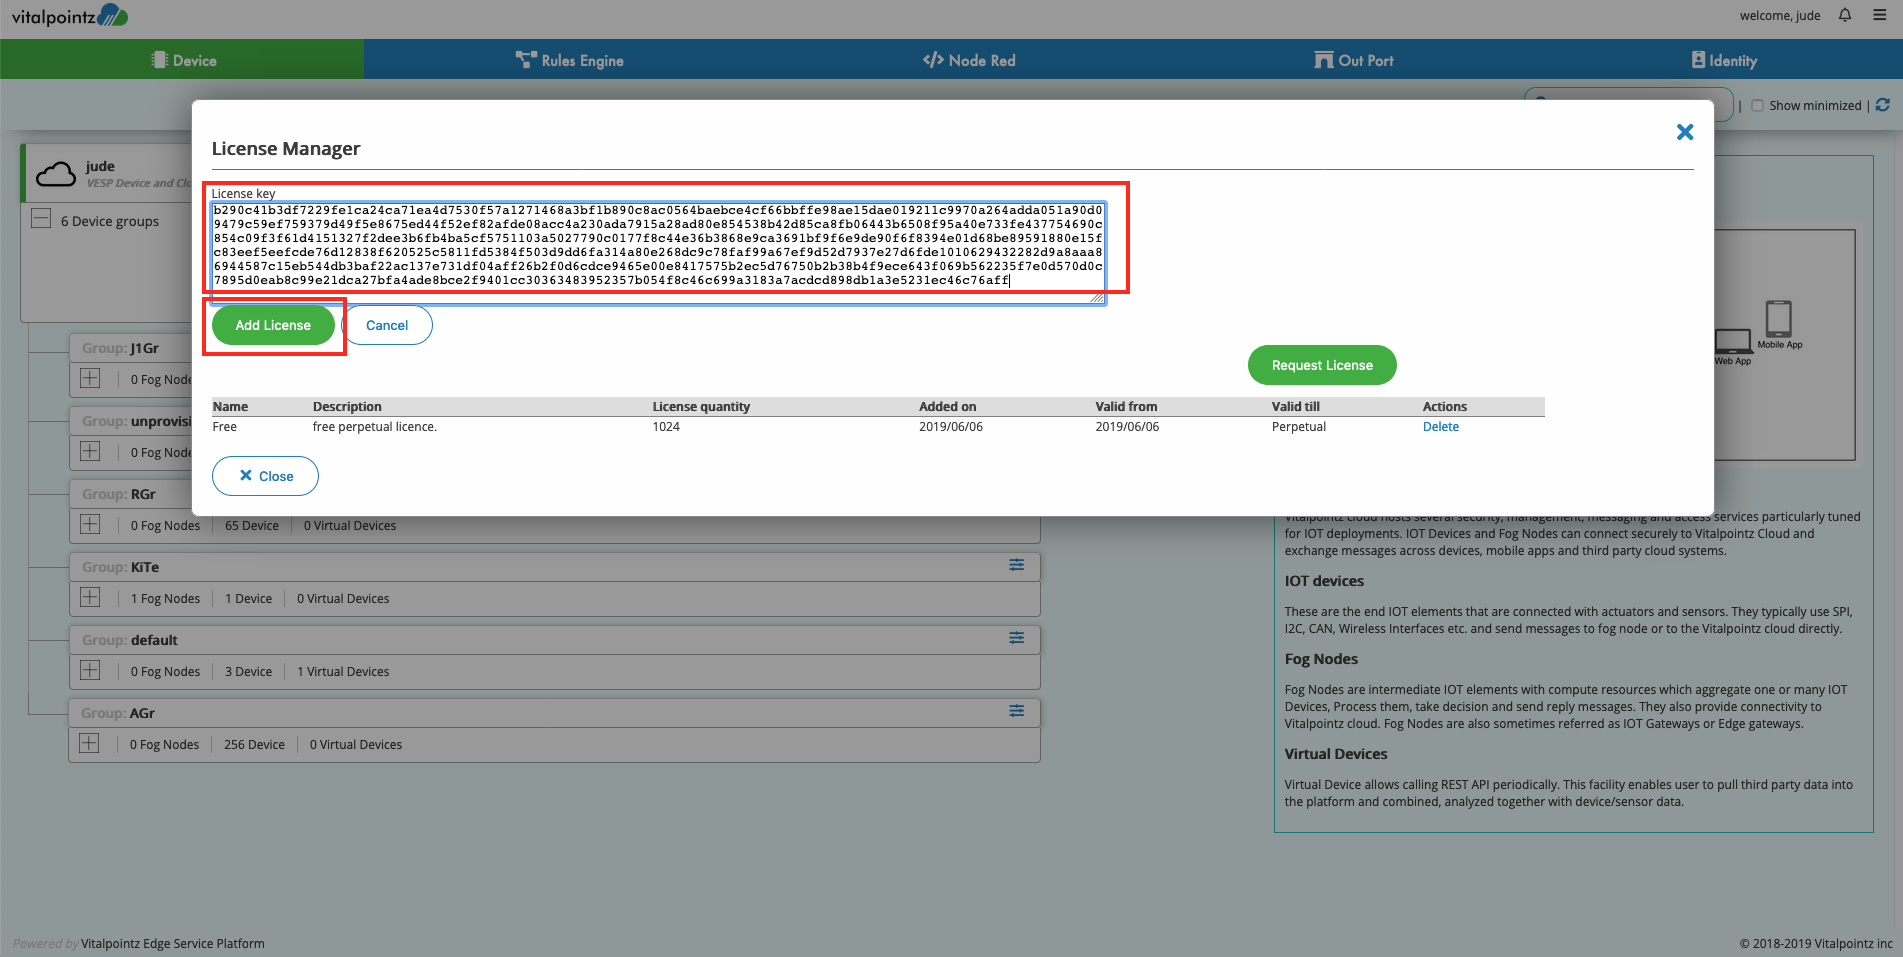 vitalpointz
welcome, jude
Device
Rules Engine
Node Red
Out Port
Identity
| Show minimized |
jude
VESP Device and Clo
6 Device groups
License Manager
License key
b290c41b3df7229fe1ca24ca71ea4d7530f57a1271468a3bf1b890c8ac0564baebce4cf66bbffe98ae15dae019211c9970a264adda051a90d0
9479c59ef759379d49f5e8675ed44f52ef82afde08acc4a230ada7915a28ad80e854538b42d85ca8fb06443b6508f95a40e733fe437754690c
854c09f3f61d4151327f2dee3b6fb4ba5cf5751103a5027790c0177f8c44e36b3868e9ca3691bf9f6e9de90f6f8394e01d68be89591880e15f
c83eef5eefcde76d12838f620525c5811fd5384f503d9dd6fa314a80e268dc9c78faf99a67ef9d52d7937e27d6fde1010629432282d9a8aaa8
6944587c15eb544db3baf22ac137e731df04aff26b2f0d6cdce9465e00e8417575b2ec5d76750b2b38b4f9ece643f069b562235f7e0d570d0c
7895d0eab8c99e21dca27bfa4ade8bce2f9401cc30363483952357b054f8c46c699a3183a7acdcd898db1a3e5231ec46c76aff
Add License
Cancel
Request License
Name Description License quantity Added on Valid from Valid till Actions
Free free perpetual licence. 1024 2019/06/06 2019/06/06 Perpetual Delete
Close
Group: J1Gr
0 Fog Node
Group: unprovisi
0 Fog Node
Group: RGr
0 Fog Nodes 65 Device 0 Virtual Devices
Group: KiTe
1 Fog Nodes 1 Device 0 Virtual Devices
Group: default
0 Fog Nodes 3 Device 1 Virtual Devices
Group: AGr
0 Fog Nodes 256 Device 0 Virtual Devices
Mobile App
Web App
Vitalpointz cloud hosts several security, management, messaging and access services particularly tuned
for IOT deployments. IOT Devices and Fog Nodes can connect securely to Vitalpointz Cloud and
exchange messages across devices, mobile apps and third party cloud systems.
IOT devices
These are the end IOT elements that are connected with actuators and sensors. They typically use SPI,
I2C, CAN, Wireless Interfaces etc. and send messages to fog node or to the Vitalpointz cloud directly.
Fog Nodes
Fog Nodes are intermediate IOT elements with compute resources which aggregate one or many IOT
Devices, Process them, take decision and send reply messages. They also provide connectivity to
Vitalpointz cloud. Fog Nodes are also sometimes referred as IOT Gateways or Edge gateways.
Virtual Devices
Virtual Device allows calling REST API periodically. This facility enables user to pull third party data into
the platform and combined, analyzed together with device/sensor data.
Powered by Vitalpointz Edge Service Platform
© 2018-2019 Vitalpointz inc